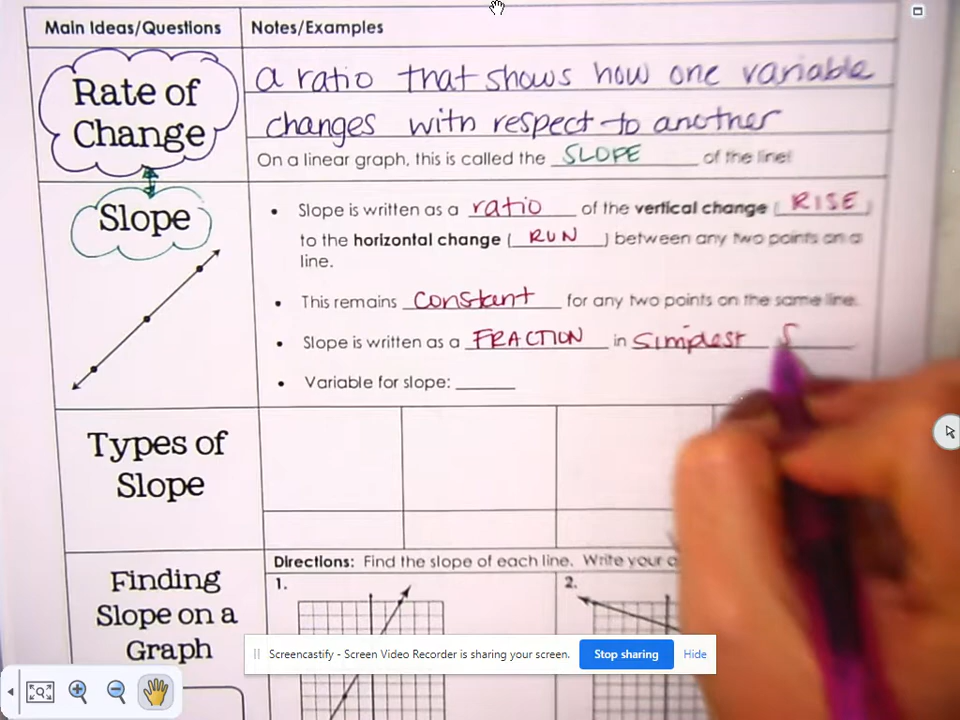 Main Ideas/Questions
Notes/Examples
Rate of
Change
a ratio that shows how one variable
changes with respect to another
On a linear graph, this is called the SLOPE of the line!
Slope
• Slope is written as a ratio of the vertical change (RISE)
to the horizontal change (RUN) between any two points on a
line.
• This remains constant for any two points on the same line.
• Slope is written as a FRACTION in simplest
• Variable for slope: ______
Types of
Slope
Finding
Slope on a
Graph
Directions: Find the slope of each line. Write your
1.
2.
Screencastify - Screen Video Recorder is sharing your screen.
Stop sharing
Hide